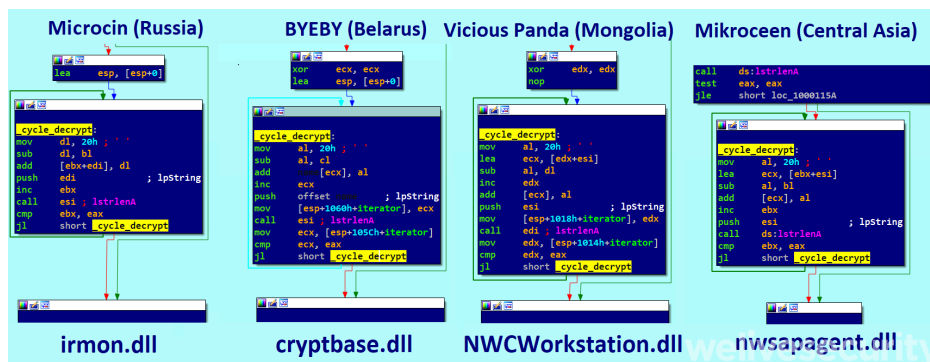 Microcin (Russia)
lea esp, [esp+0]
_cycle_decrypt:
mov dl, 20h ; ' '
sub dl, bl
add [ebx+edi], dl
push edi ; lpString
inc ebx
call esi ; lstrlenA
cmp ebx, eax
jl short _cycle_decrypt
irmon.dll
BYEBY (Belarus)
xor ecx, ecx
lea esp, [esp+0]
_cycle_decrypt:
mov al, 20h ; ' '
sub al, cl
add [ecx], al
inc ecx
push offset ; lpString
mov [esp+1060h+iterator], ecx
call esi ; lstrlenA
mov ecx, [esp+105Ch+iterator]
cmp ecx, eax
jl short _cycle_decrypt
cryptbase.dll
Vicious Panda (Mongolia)
xor edx, edx
nop
_cycle_decrypt:
mov al, 20h ; ' '
lea ecx, [edx+esi]
sub al, dl
inc edx
add [ecx], al
push esi ; lpString
mov [esp+1018h+iterator], edx
call edi ; lstrlenA
mov edx, [esp+1014h+iterator]
cmp edx, eax
jl short _cycle_decrypt
NWCWorkstation.dll
Mikroceen (Central Asia)
call ds:lstrlenA
test eax, eax
jle short loc_1000115A
_cycle_decrypt:
mov al, 20h ; ' '
lea ecx, [ebx+esi]
sub al, bl
add [ecx], al
inc ebx
push esi ; lpString
call ds:lstrlenA
cmp ebx, eax
jl short _cycle_decrypt
nwsapagent.dll
welivesecurity